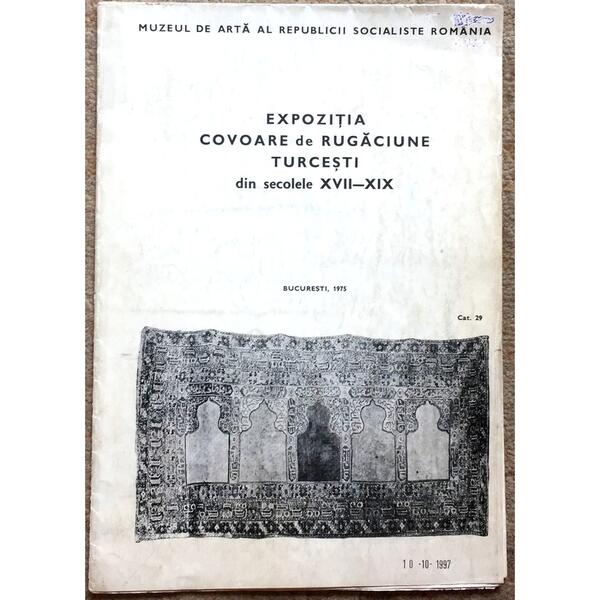 MUZEUL DE ARTĂ AL REPUBLICII SOCIALISTE ROMÂNIA
EXPOZIȚIA
COVOARE de RUGĂCIUNE
TURCEȘTI
din secolele XVII—XIX
BUCUREȘTI, 1975
Cat. 29
10 -10- 1997